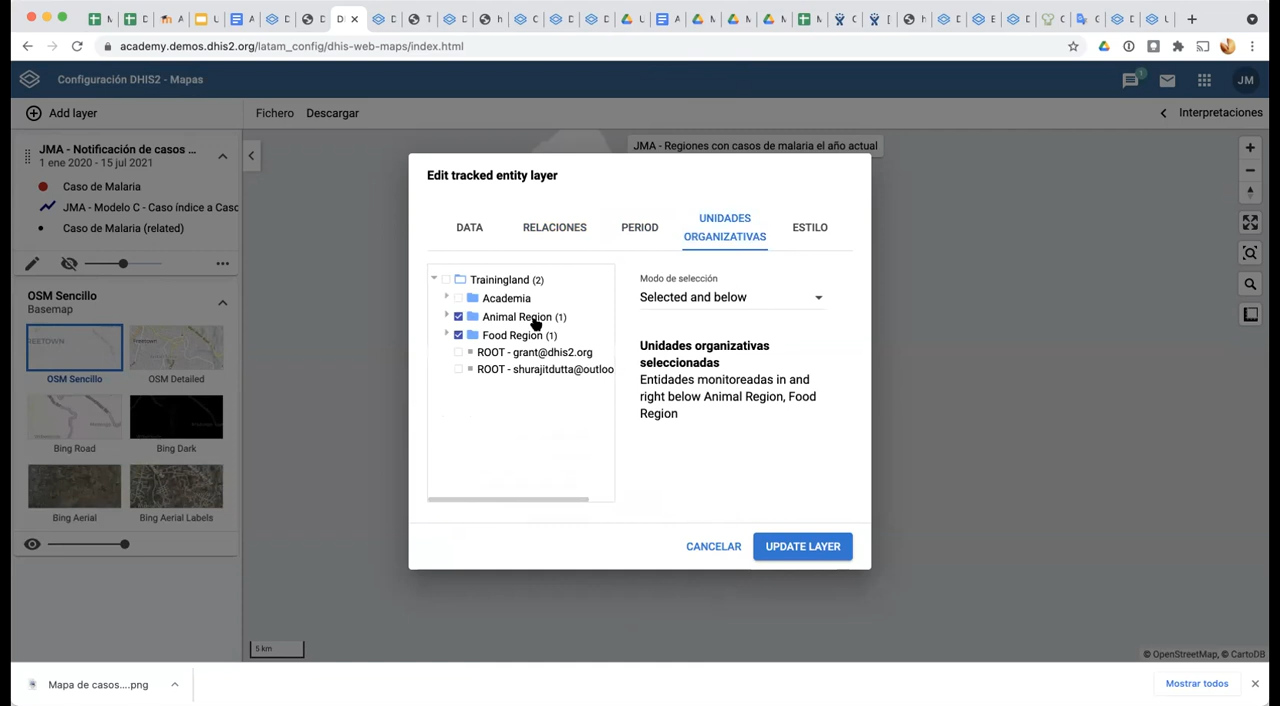 academy.demos.dhis2.org/latam_config/dhis-web-maps/index.html
Configuración DHIS2 - Mapas
1
JM
Add layer
Fichero
Descargar
Interpretaciones
JMA - Notificación de casos ...
1 ene 2020 - 15 jul 2021
Caso de Malaria
JMA - Modelo C - Caso índice a Caso
Caso de Malaria (related)
OSM Sencillo
Basemap
REETOWN
OSM Sencillo
OSM Detailed
Bing Road
Bing Dark
Bing Aerial
Bing Aerial Labels
JMA - Regiones con casos de malaria el año actual
Edit tracked entity layer
DATA
RELACIONES
PERIOD
UNIDADES
ORGANIZATIVAS
ESTILO
Trainingland (2)
Academia
Animal Region (1)
Food Region (1)
ROOT - grant@dhis2.org
ROOT - shurajitdutta@outloo
Modo de selección
Selected and below
Unidades organizativas
seleccionadas
Entidades monitoreadas in and
right below Animal Region, Food
Region
CANCELAR
UPDATE LAYER
5 km
© OpenStreetMap, © CartoDB
Mapa de casos....png
Mostrar todos